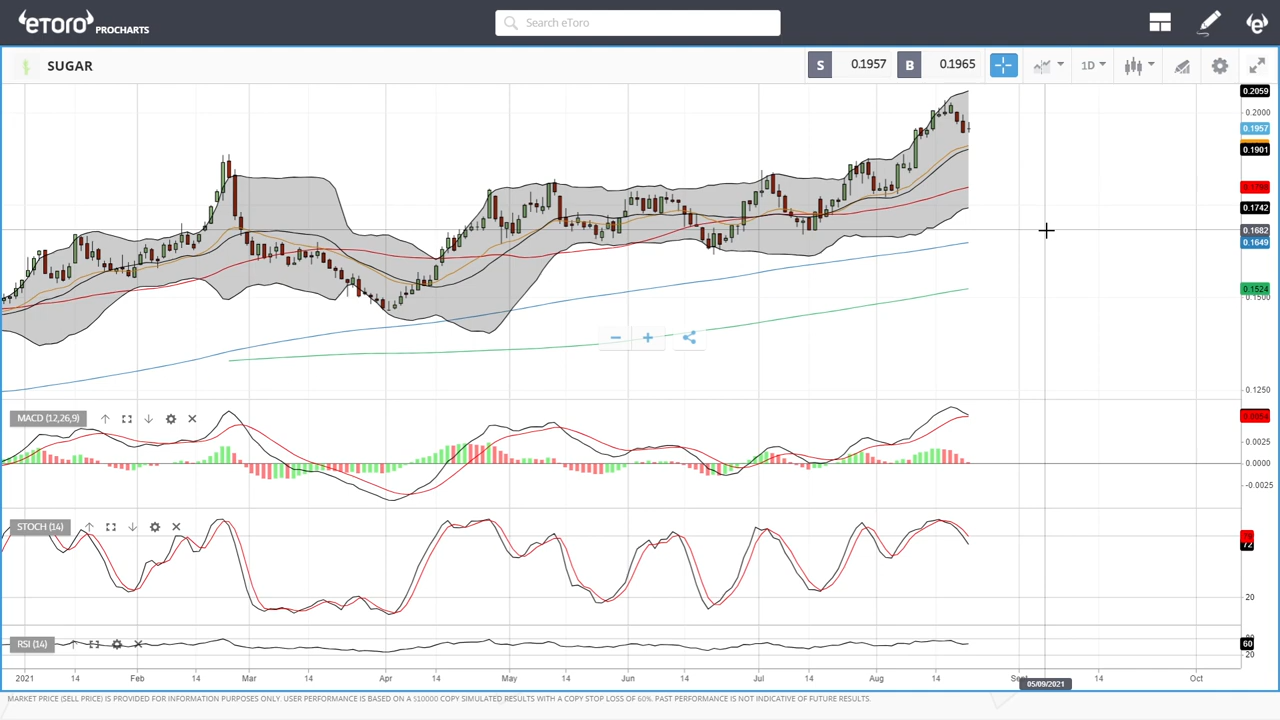 eToro PROCHARTS
Search eToro
SUGAR
S 0.1957 B 0.1965
1D
0.2059
0.2000
0.1957
0.1901
0.1742
0.1682
0.1649
0.1524
0.1500
0.1250
MACD (12,26,9)
0.0025
0.0000
-0.0025
STOCH (14)
72
20
RSI (14)
60
20
2021 14 Feb 14 Mar 14 Apr 14 May 14 Jun 14 Jul 14 Aug 14 14 Oct
05/09/2021
MARKET PRICE (SELL PRICE) IS PROVIDED FOR INFORMATION PURPOSES ONLY. USER PERFORMANCE IS BASED ON A $10000 COPY SIMULATED RESULTS WITH A COPY STOP LOSS OF 60%. PAST PERFORMANCE IS NOT INDICATIVE OF FUTURE RESULTS.